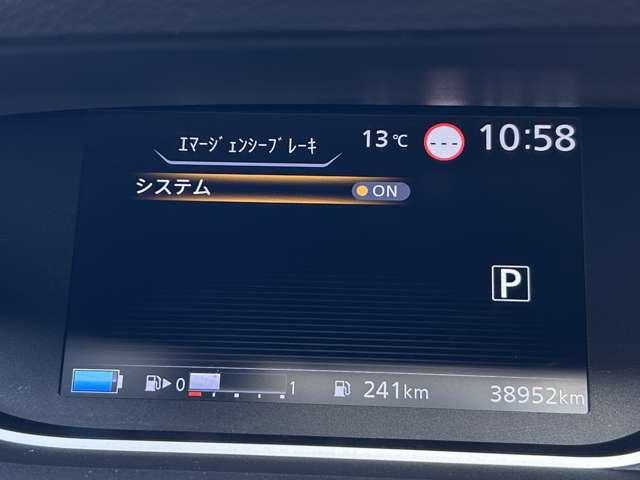 ｴﾏｰｼﾞｪﾝｼｰﾌﾞﾚｰｷ 13℃ --- 10:58
システム ON
P
0 1 241km 38952km